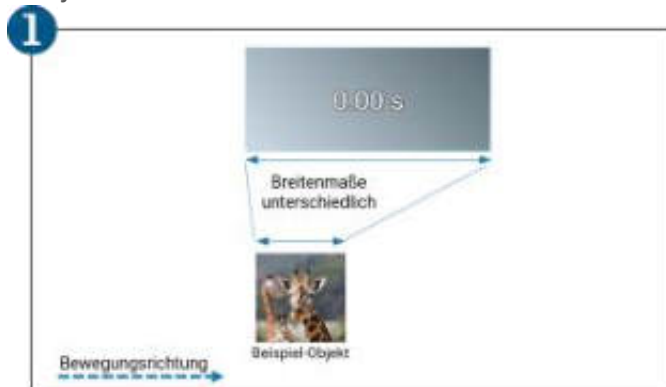 1
0:00 s
Breitenmaße
unterschiedlich
Beispiel-Objekt
Bewegungsrichtung